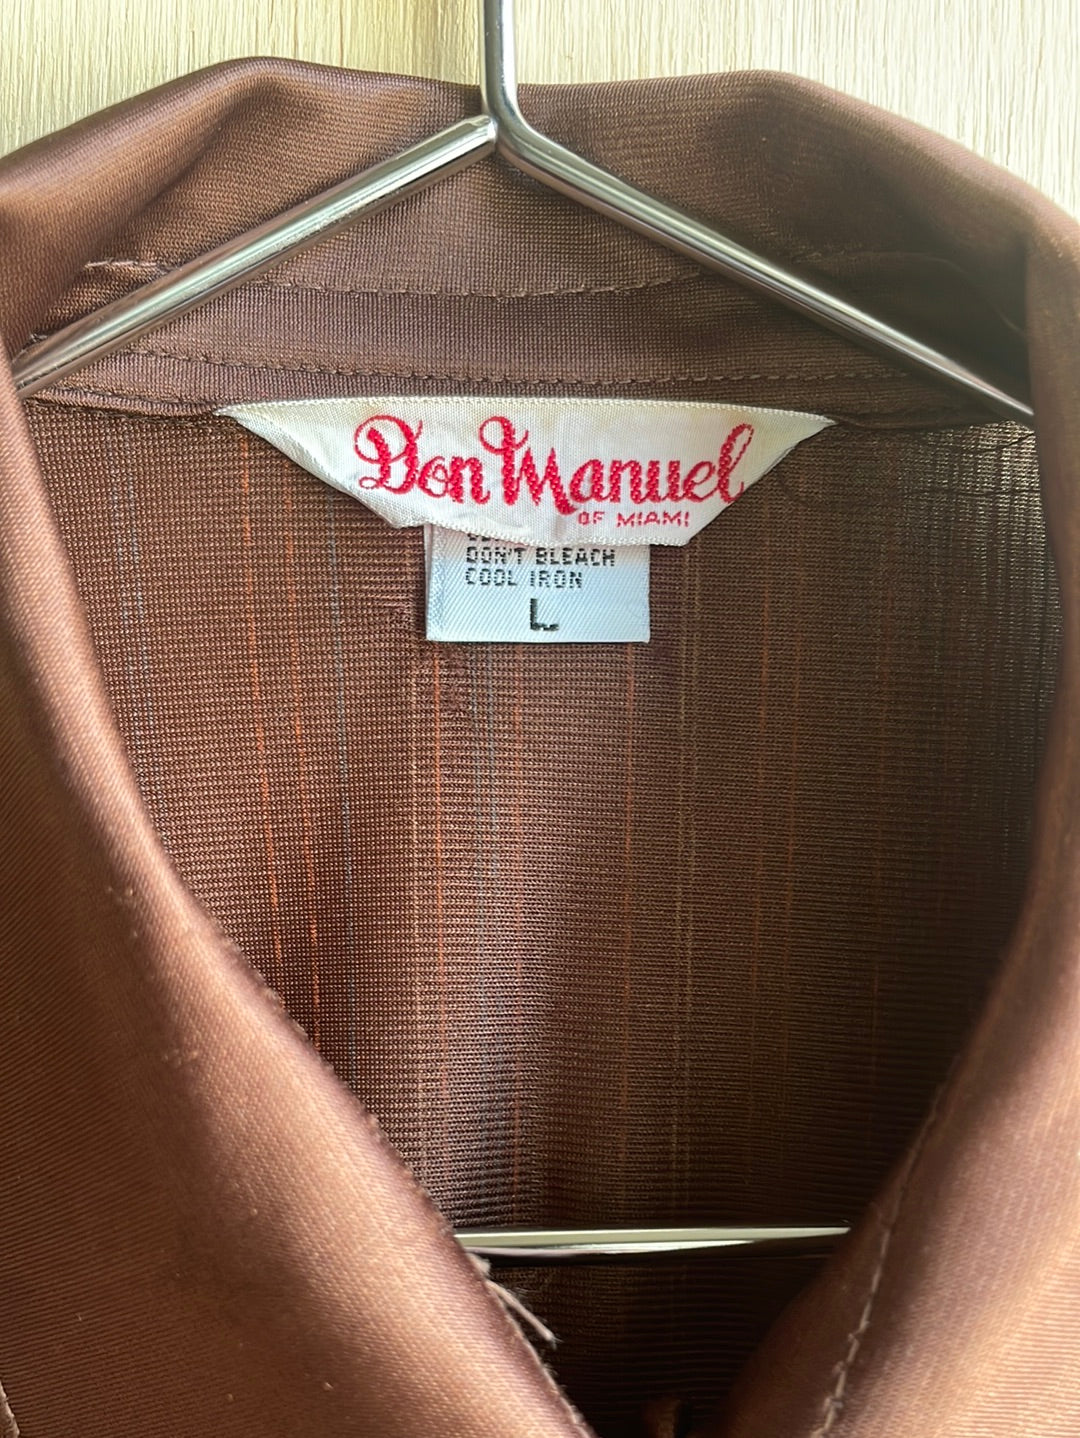 Don Manuel
OF MIAMI
DON'T BLEACH
COOL IRON
L